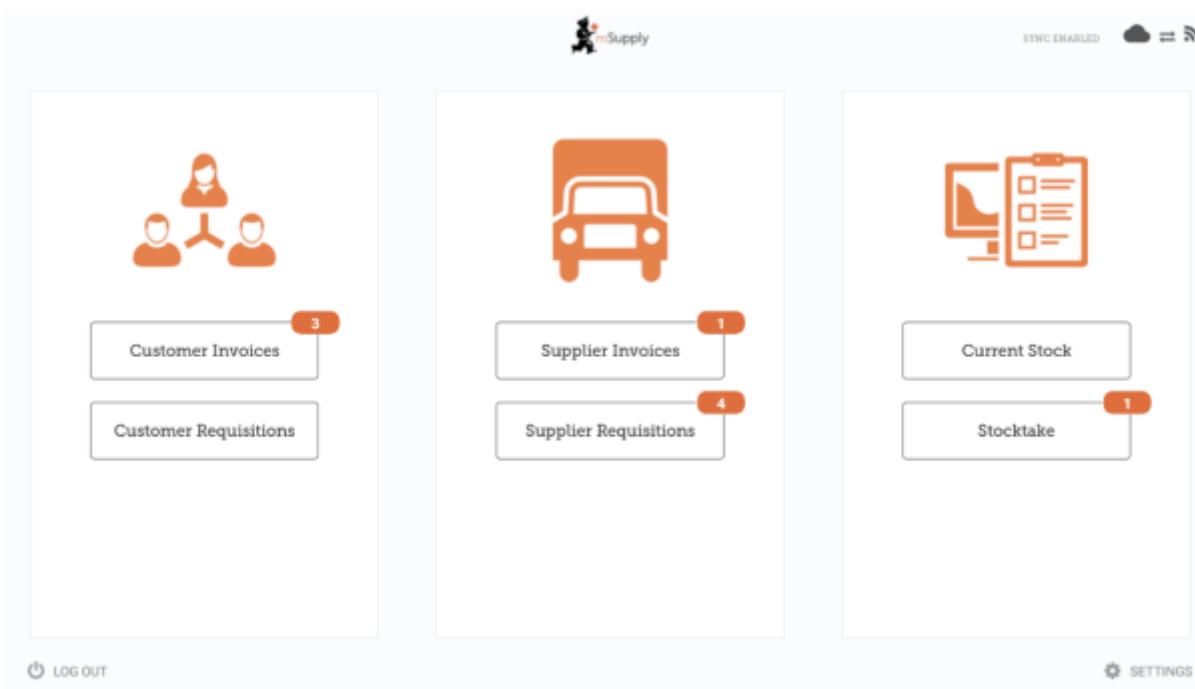 mSupply
SYNC ENABLED
3
Customer Invoices
Customer Requisitions
1
Supplier Invoices
4
Supplier Requisitions
Current Stock
1
Stocktake
LOG OUT
SETTINGS